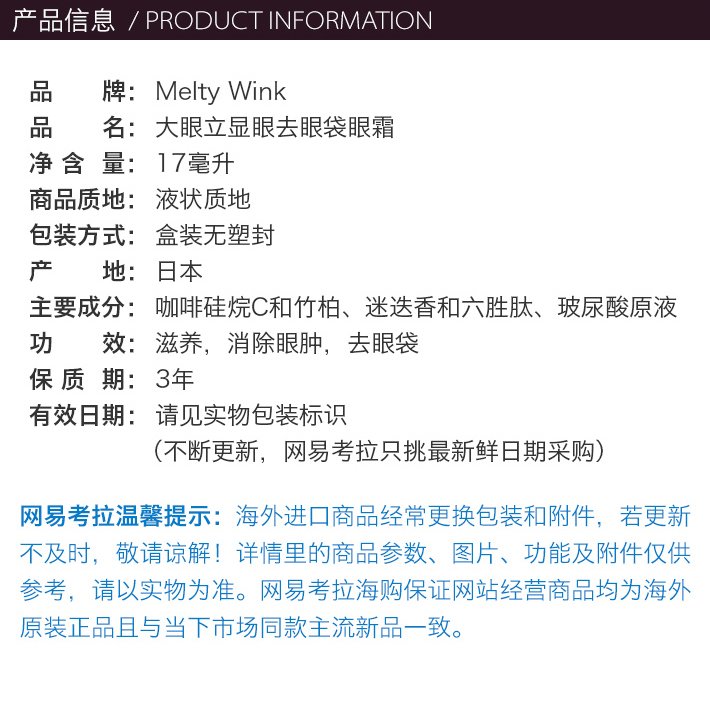 产品信息 / PRODUCT INFORMATION
品 牌： Melty Wink
品 名： 大眼立显眼去眼袋眼霜
净 含 量： 17毫升
商品质地： 液状质地
包装方式： 盒装无塑封
产 地： 日本
主要成分： 咖啡硅烷C和竹柏、迷迭香和六胜肽、玻尿酸原液
功 效： 滋养，消除眼肿，去眼袋
保 质 期： 3年
有效日期： 请见实物包装标识
（不断更新，网易考拉只挑最新鲜日期采购）
网易考拉温馨提示：海外进口商品经常更换包装和附件，若更新
不及时，敬请谅解！详情里的商品参数、图片、功能及附件仅供
参考，请以实物为准。网易考拉海购保证网站经营商品均为海外
原装正品且与当下市场同款主流新品一致。